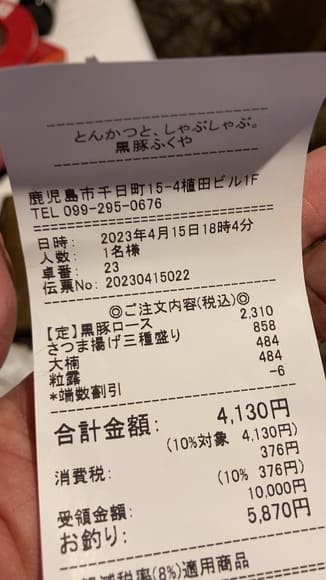 とんかつと、しゃぶしゃぶ。
黒豚ふくや
鹿児島市千日町15-4植田ビル1F
TEL 099-295-0676
日時: 2023年4月15日18時4分
人数: 1名様
卓番: 23
伝票No: 20230415022
◎ご注文内容(税込)◎
【定】黒豚ロース 2,310
さつま揚げ三種盛り 858
大楠 484
粒露 484
*端数割引 -6
合計金額: 4,130円
(10%対象 4,130円)
消費税: 376円
(10% 376円)
受領金額: 10,000円
お釣り: 5,870円
軽減税率(8%)適用商品